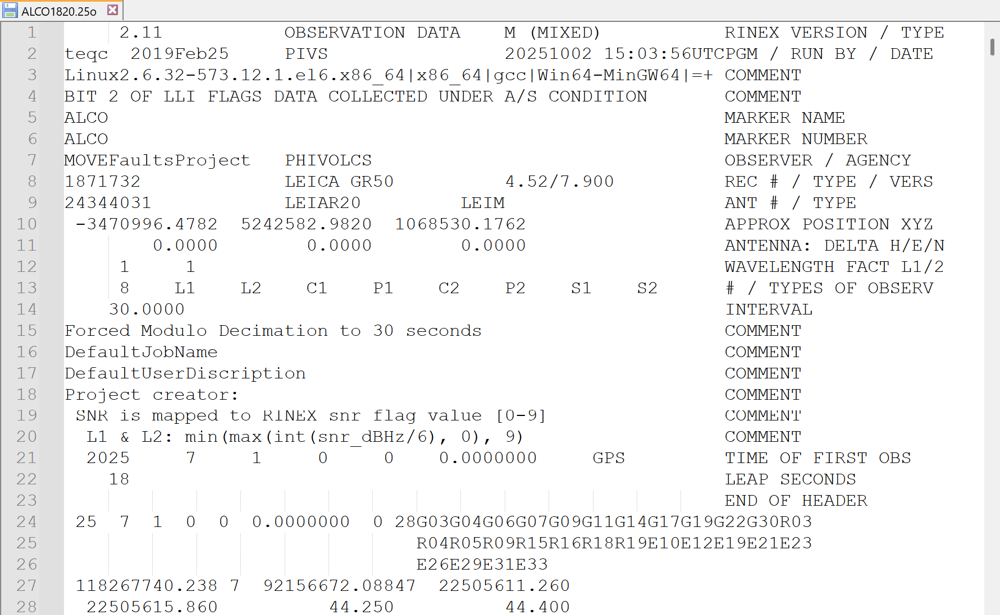 ALCO1820.25o
1 2.11 OBSERVATION DATA M (MIXED) RINEX VERSION / TYPE
2 teqc 2019Feb25 PIVS 20251002 15:03:56UTCPGM / RUN BY / DATE
3 Linux2.6.32-573.12.1.el6.x86_64|x86_64|gcc|Win64-MinGW64|=+ COMMENT
4 BIT 2 OF LLI FLAGS DATA COLLECTED UNDER A/S CONDITION COMMENT
5 ALCO MARKER NAME
6 ALCO MARKER NUMBER
7 MOVEFaultsProject PHIVOLCS OBSERVER / AGENCY
8 1871732 LEICA GR50 4.52/7.900 REC # / TYPE / VERS
9 24344031 LEIAR20 LEIM ANT # / TYPE
10 -3470996.4782 5242582.9820 1068530.1762 APPROX POSITION XYZ
11 0.0000 0.0000 0.0000 ANTENNA: DELTA H/E/N
12 1 1 WAVELENGTH FACT L1/2
13 8 L1 L2 C1 P1 C2 P2 S1 S2 # / TYPES OF OBSERV
14 30.0000 INTERVAL
15 Forced Modulo Decimation to 30 seconds COMMENT
16 DefaultJobName COMMENT
17 DefaultUserDiscription COMMENT
18 Project creator: COMMENT
19 SNR is mapped to RINEX snr flag value [0-9] COMMENT
20 L1 & L2: min(max(int(snr_dBHz/6), 0), 9) COMMENT
21 2025 7 1 0 0 0.0000000 GPS TIME OF FIRST OBS
22 18 LEAP SECONDS
23 END OF HEADER
24 25 7 1 0 0 0.0000000 0 28G03G04G06G07G09G11G14G17G19G22G30R03
25 R04R05R09R15R16R18R19E10E12E19E21E23
26 E26E29E31E33
27 118267740.238 7 92156672.08847 22505611.260
28 22505615.860 44.250 44.400